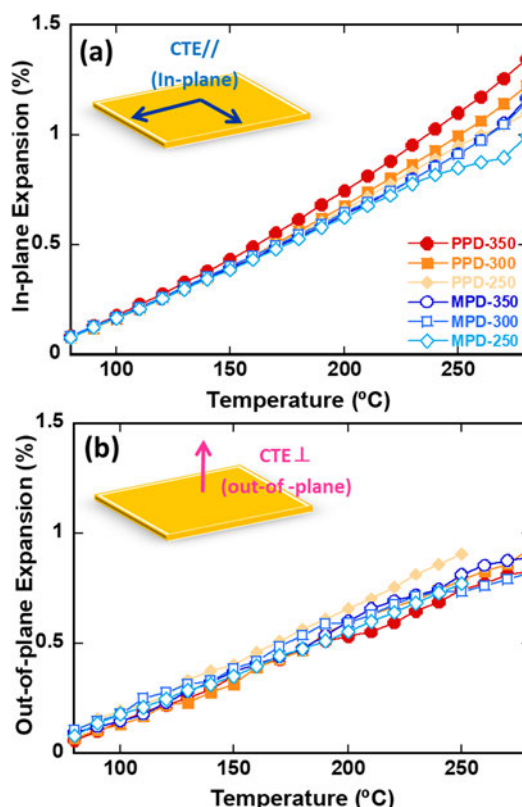 (a)
CTE//
(In-plane)
In-plane Expansion (%)
1.5
1
0.5
0
PPD-350
PPD-300
PPD-250
MPD-350
MPD-300
MPD-250
100 150 200 250
Temperature (ºC)
(b)
CTE⊥
(out-of -plane)
Out-of-plane Expansion (%)
1.5
1
0.5
0
100 150 200 250
Temperature (ºC)